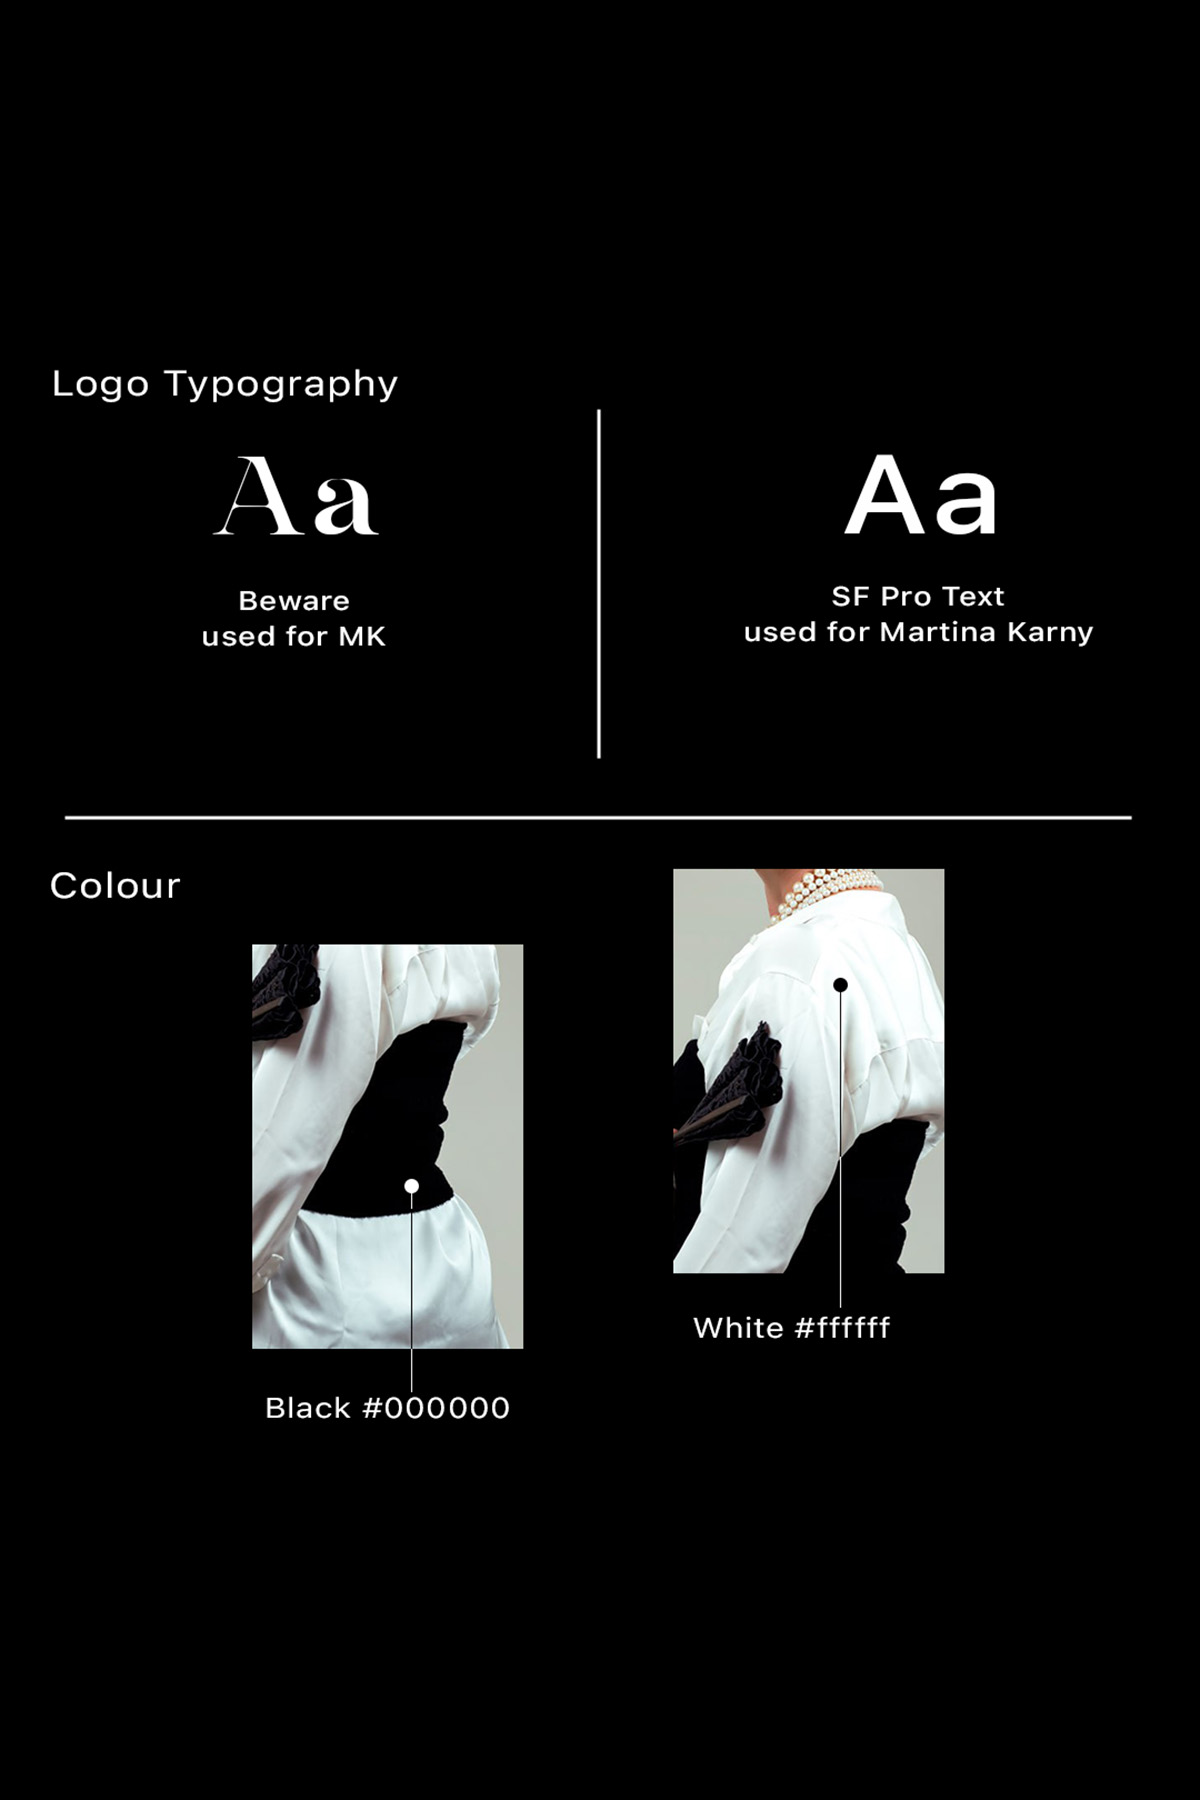 Logo Typography
Aa
Beware
used for MK
Aa
SF Pro Text
used for Martina Karny
Colour
Black #000000
White #ffffff